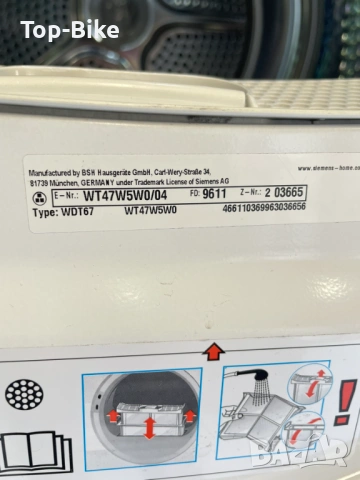 Top-Bike
Manufactured by BSH Hausgeräte GmbH, Carl-Wery-Straße 34,
81739 München, GERMANY under Trademark License of Siemens AG
www.siemens-home.
E-Nr.: WT47W5W0/04 FD: 9611 Z-Nr.: 2 03665
Type: WDT67 WT47W5W0 466110369963036656
!
bazar